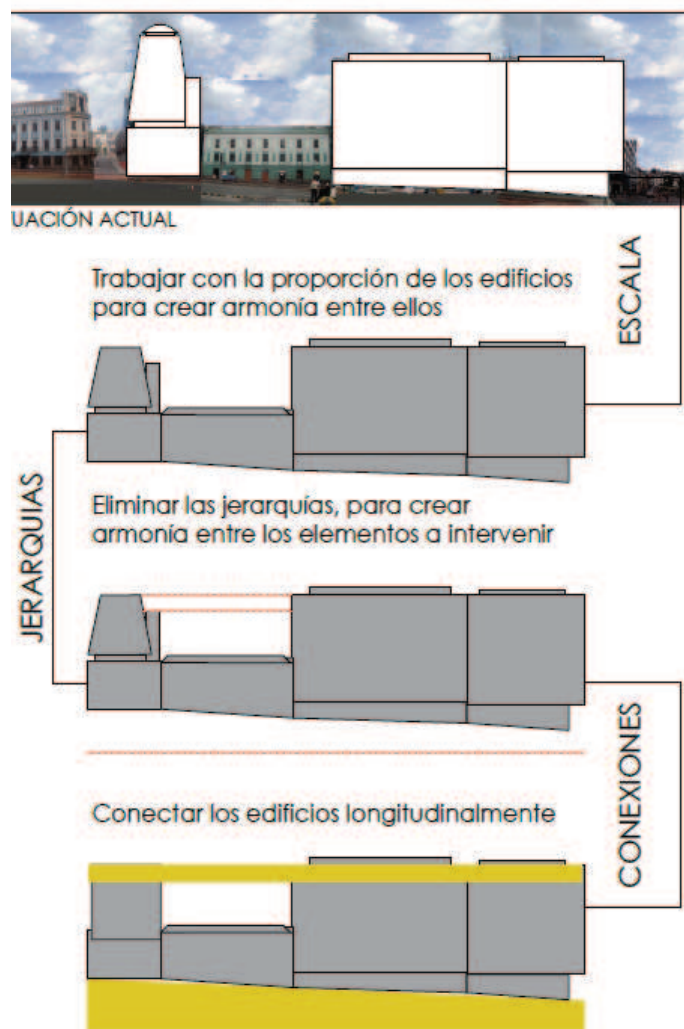 UACIÓN ACTUAL
ESCALA
Trabajar con la proporción de los edificios
para crear armonía entre ellos
JERARQUIAS
Eliminar las jerarquías, para crear
armonía entre los elementos a intervenir
CONEXIONES
Conectar los edificios longitudinalmente